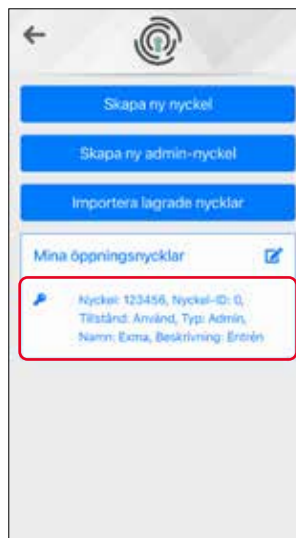 Skapa ny nyckel
Skapa ny admin-nyckel
Importera lagrade nycklar
Mina öppningsnycklar
Nyckel: 123456, Nyckel-ID: 0,
Tillstånd: Använd, Typ: Admin,
Namn: Exma, Beskrivning: Entrén